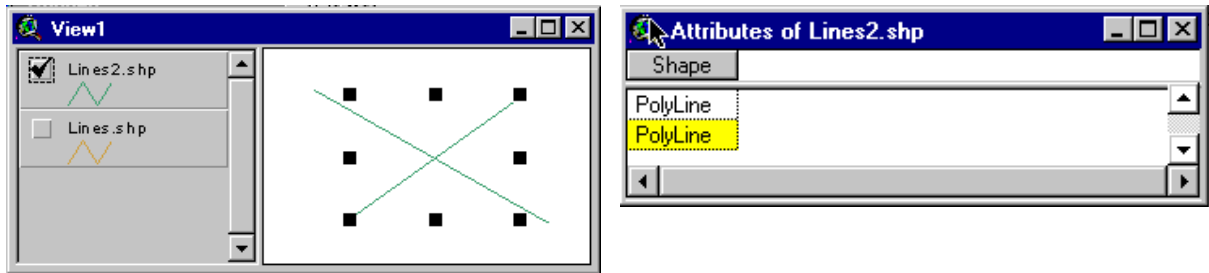 View1
Lines2.shp
Lines.shp
Attributes of Lines2.shp
Shape
PolyLine
PolyLine